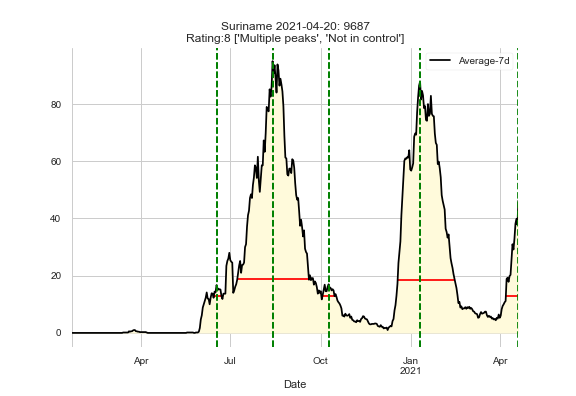 Suriname 2021-04-20: 9687
Rating:8 ['Multiple peaks', 'Not in control']
Average-7d
80
60
40
20
0
Apr
Jul
Oct
Jan
2021
Apr
Date